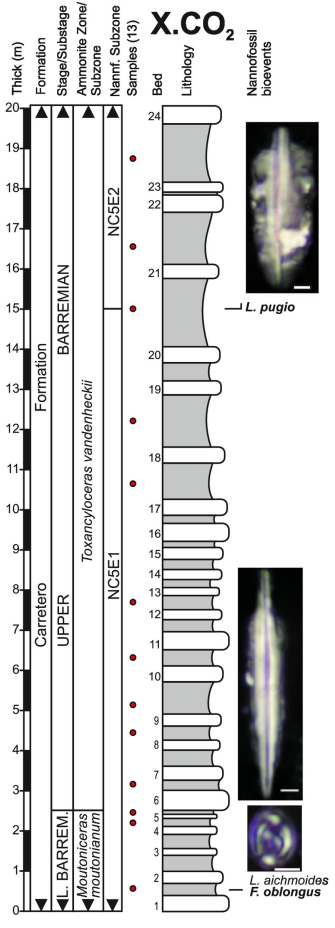 X.CO2
Thick (m)
Formation
Stage/Substage
Ammonite Zone/
Subzone
Nannf. Subzone
Samples (13)
Bed
Lithology
Nannofossil
bioevents
20
19
18
17
16
15
14
13
12
11
10
9
8
7
6
5
4
3
2
1
0
Carretero Formation
UPPER BARREMIAN
L. BARREM.
Toxancyloceras vandenheckii
Moutoniceras
moutonianum
NC5E2
NC5E1
24
23
22
21
20
19
18
17
16
15
14
13
12
11
10
9
8
7
6
5
4
3
2
1
L. pugio
L. aichmoides
F. oblongus